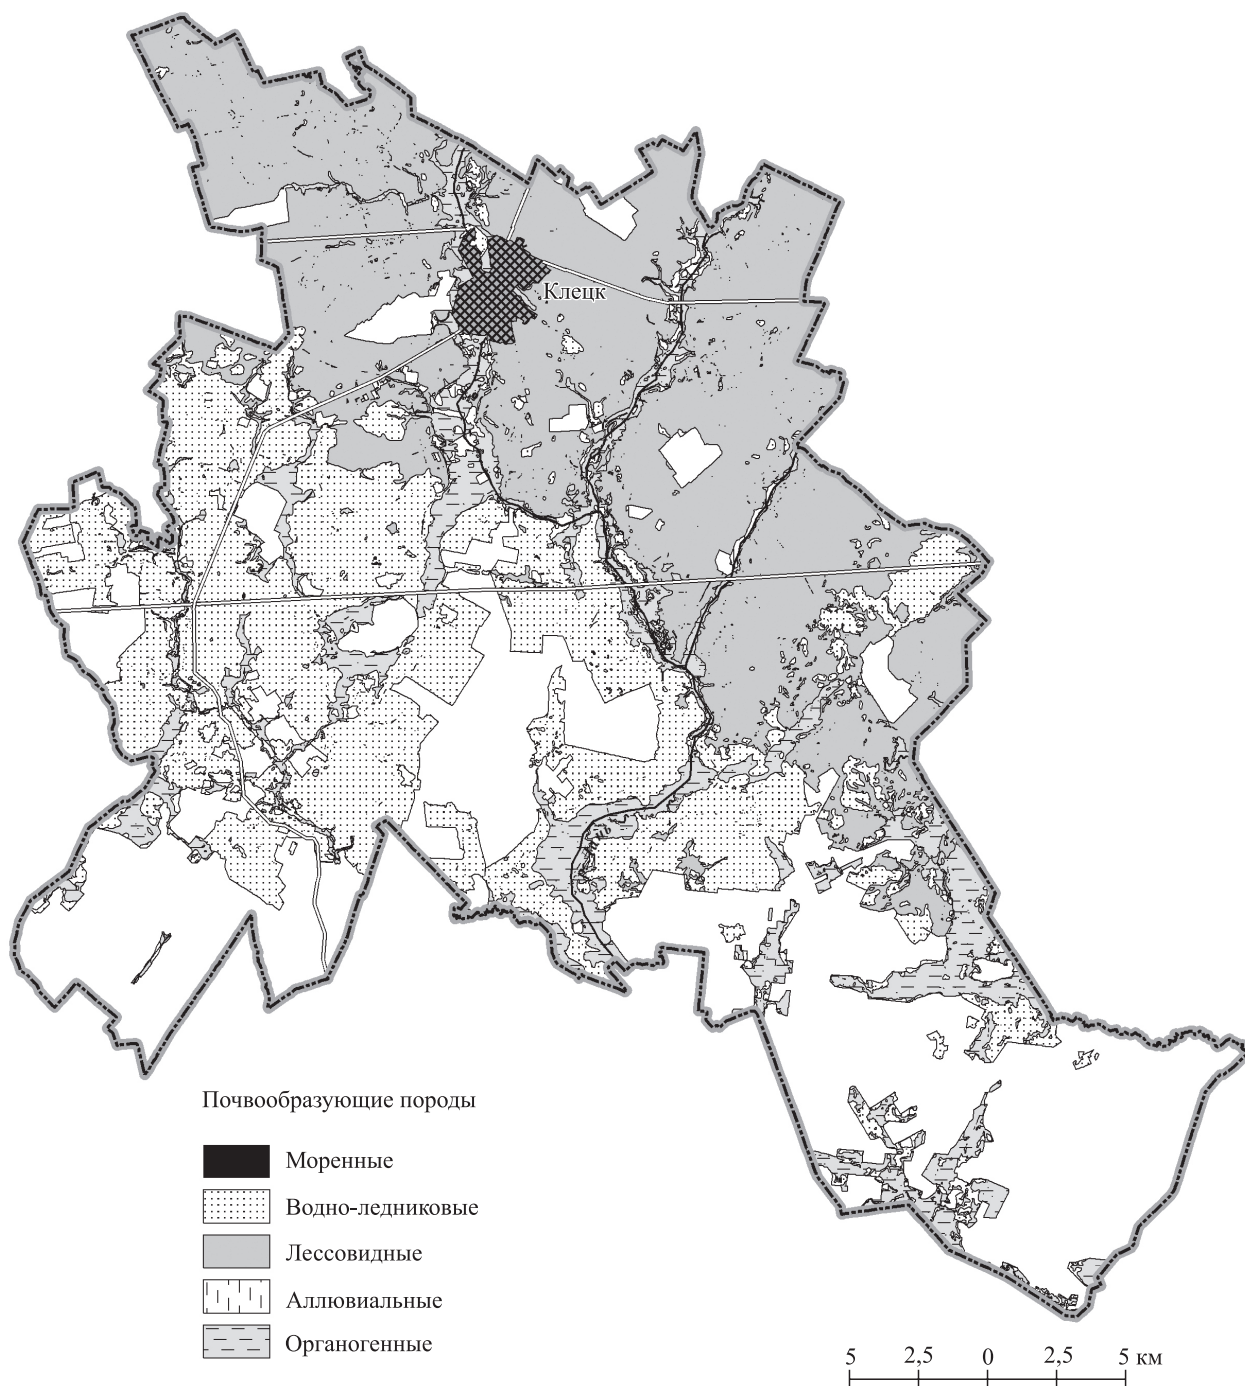 Клецк
Почвообразующие породы
Моренные
Водно-ледниковые
Лессовидные
Аллювиальные
Органогенные
5 2,5 0 2,5 5 км